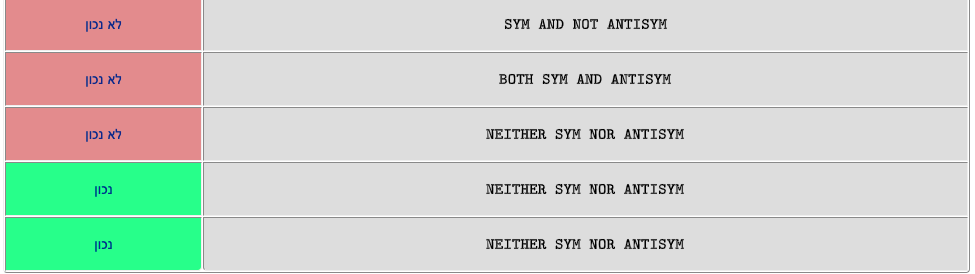 לא נכון SYM AND NOT ANTISYM
לא נכון BOTH SYM AND ANTISYM
לא נכון NEITHER SYM NOR ANTISYM
נכון NEITHER SYM NOR ANTISYM
נכון NEITHER SYM NOR ANTISYM